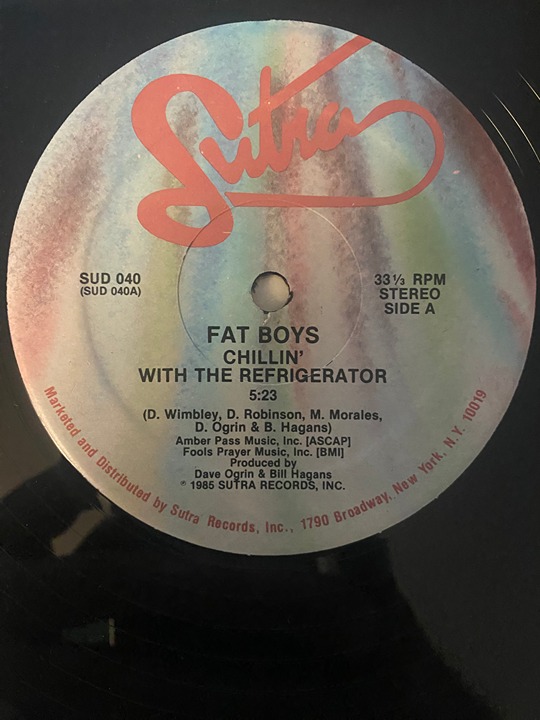 Sutra
SUD 040
(SUD 040A)
33⅓ RPM
STEREO
SIDE A
FAT BOYS
CHILLIN'
WITH THE REFRIGERATOR
5:23
(D. Wimbley, D. Robinson, M. Morales,
D. Ogrin & B. Hagans)
Amber Pass Music, Inc. [ASCAP]
Fools Prayer Music, Inc. [BMI]
Produced by
Dave Ogrin & Bill Hagans
℗ 1985 SUTRA RECORDS, INC.
Marketed and Distributed by Sutra Records, Inc., 1790 Broadway, New York, N.Y. 10019